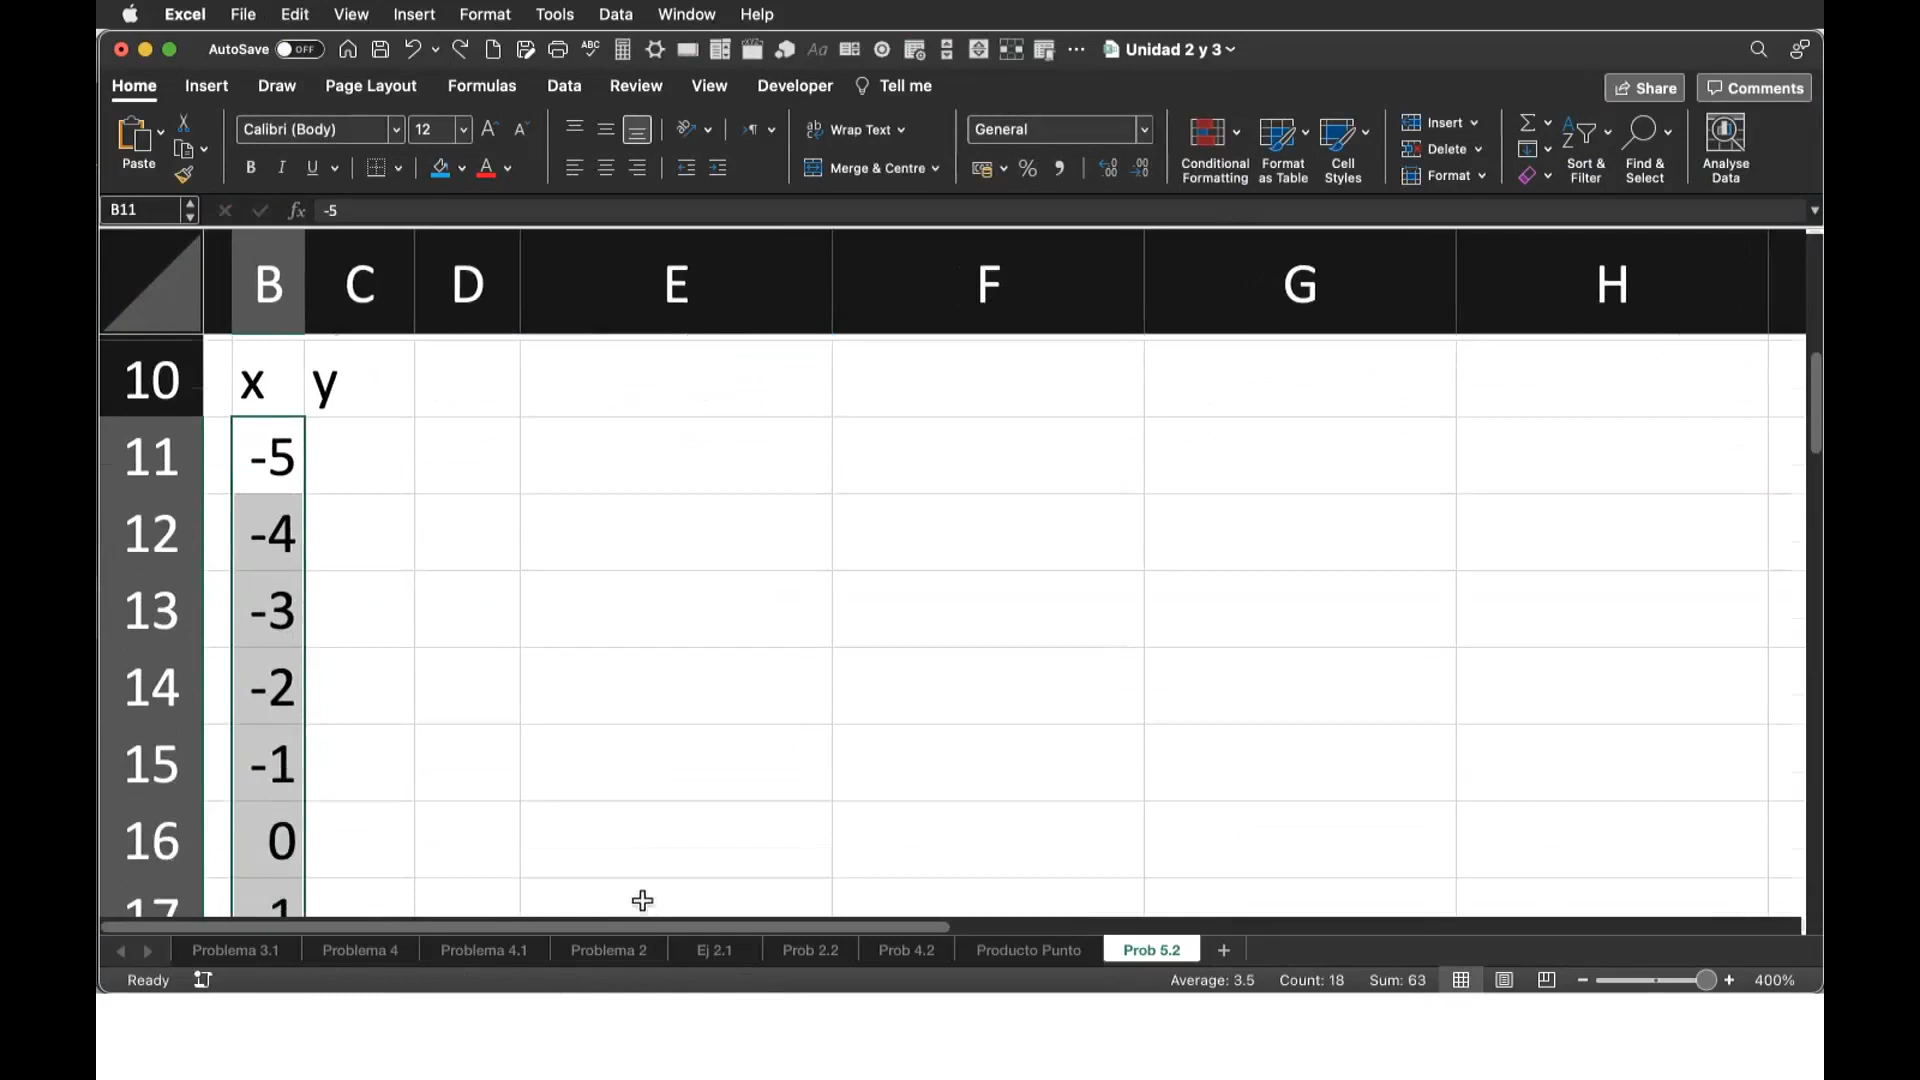 Excel File Edit View Insert Format Tools Data Window Help
AutoSave OFF ABC Aa ... Unidad 2 y 3
Home Insert Draw Page Layout Formulas Data Review View Developer Tell me Share Comments
Paste Calibri (Body) 12 A A ab Wrap Text General Conditional Formatting Format as Table Cell Styles Insert Σ Sort & Filter Find & Select Analyse Data
B I U A Merge & Centre % Delete
Format
B11 fx -5
B C D E F G H
10 x y
11 -5
12 -4
13 -3
14 -2
15 -1
16 0
17 1
Problema 3.1 Problema 4 Problema 4.1 Problema 2 Ej 2.1 Prob 2.2 Prob 4.2 Producto Punto Prob 5.2 +
Ready Average: 3.5 Count: 18 Sum: 63 400%